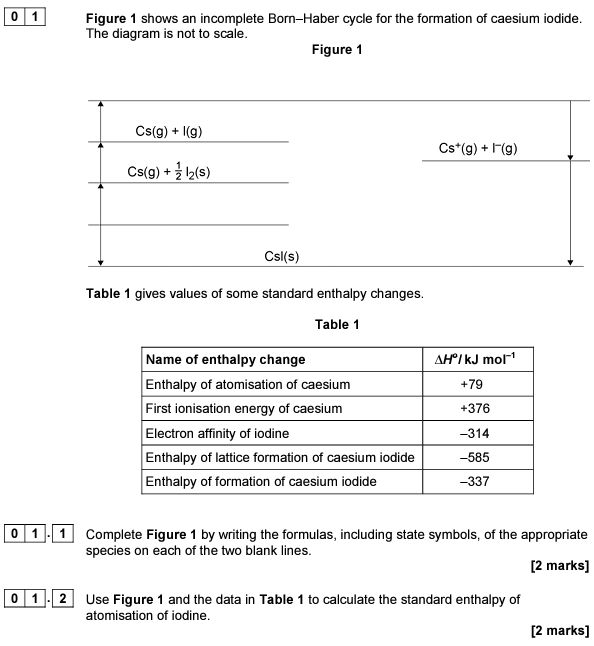 0 1 Figure 1 shows an incomplete Born–Haber cycle for the formation of caesium iodide.
The diagram is not to scale.
Figure 1
Cs(g) + I(g)
Cs⁺(g) + I⁻(g)
Cs(g) + 1/2 I₂(s)
CsI(s)
Table 1 gives values of some standard enthalpy changes.
Table 1
Name of enthalpy change ΔHº/ kJ mol⁻¹
Enthalpy of atomisation of caesium +79
First ionisation energy of caesium +376
Electron affinity of iodine –314
Enthalpy of lattice formation of caesium iodide –585
Enthalpy of formation of caesium iodide –337
0 1 . 1 Complete Figure 1 by writing the formulas, including state symbols, of the appropriate
species on each of the two blank lines.
[2 marks]
0 1 . 2 Use Figure 1 and the data in Table 1 to calculate the standard enthalpy of
atomisation of iodine.
[2 marks]